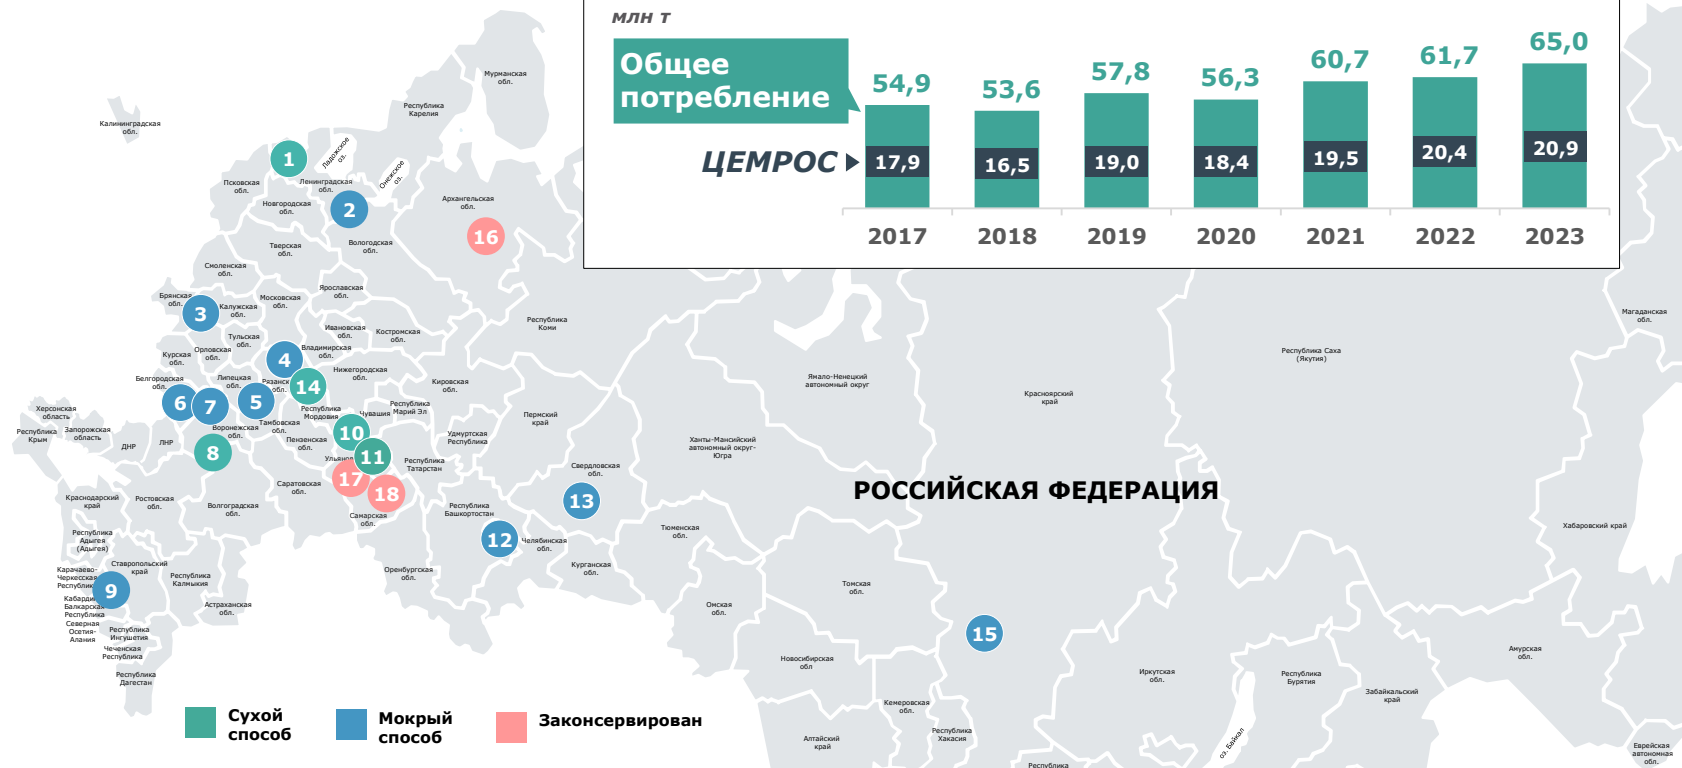 млн т
Общее
потребление
54,9
53,6
57,8
56,3
60,7
61,7
65,0
ЦЕМРОС
17,9
16,5
19,0
18,4
19,5
20,4
20,9
2017
2018
2019
2020
2021
2022
2023
Мурманская
обл.
Республика
Карелия
Калининградская
обл.
1
Ладожское
оз.
Онежское
оз.
Псковская
обл.
Ленинградская
обл.
Новгородская
обл.
2
Архангельская
обл.
16
Тверская
обл.
Вологодская
обл.
Смоленская
обл.
Ярославская
обл.
Брянская
обл.
3
Калужская
обл.
Московская
обл.
Республика
Коми
Магаданская
обл.
Ивановская
обл.
Костромская
обл.
Тульская
обл.
Орловская
обл.
Курская
обл.
4
Владимирская
обл.
Республика Саха
(Якутия)
Нижегородская
обл.
Кировская
обл.
Ямало-Ненецкий
автономный округ
Белгородская
обл.
Липецкая
обл.
обл.
14
Красноярский
край
6
7
5
Республика
Мордовия
Чувашия
Республика
Марий Эл
Пермский
край
Херсонская
область
Республика
Крым
Запорожская
область
ДНР
ЛНР
Воронежская
обл.
Тамбовская
обл.
10
Пензенская
обл.
Удмуртская
Республика
Ханты-Мансийский
автономный округ-
Югра
8
11
17
18
Республика
Татарстан
Свердловская
обл.
Саратовская
обл.
РОССИЙСКАЯ ФЕДЕРАЦИЯ
13
Краснодарский
край
Ростовская
обл.
Волгоградская
обл.
Самарская
обл.
Республика
Башкортостан
12
Челябинская
обл.
Тюменская
обл.
Хабаровский край
Республика
Адыгея
(Адыгея)
Ставропольский
край
Республика
Калмыкия
Оренбургская
обл.
Курганская
обл.
Карачаево-
Черкесская
9
Балкарская
Республика
Астраханская
обл.
Томская
обл.
Омская
обл.
Северная
Осетия-
Алания
Республика
Ингушетия
Чеченская
Республика
Республика
Дагестан
15
Новосибирская
обл
Иркутская
обл.
Республика
Бурятия
Амурская
обл.
Забайкальский
край
Кемеровская
обл.
Республика
Хакасия
Алтайский
край
оз. Байкал
Еврейская
автономная
обл.
Республика
Сухой
способ
Мокрый
способ
Законсервирован